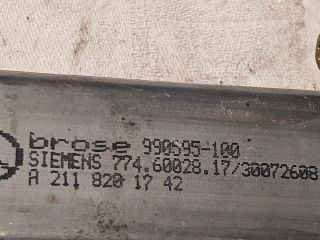 brose 990595-100
SIEMENS 774.60028.17/30072608
A 211 820 17 42